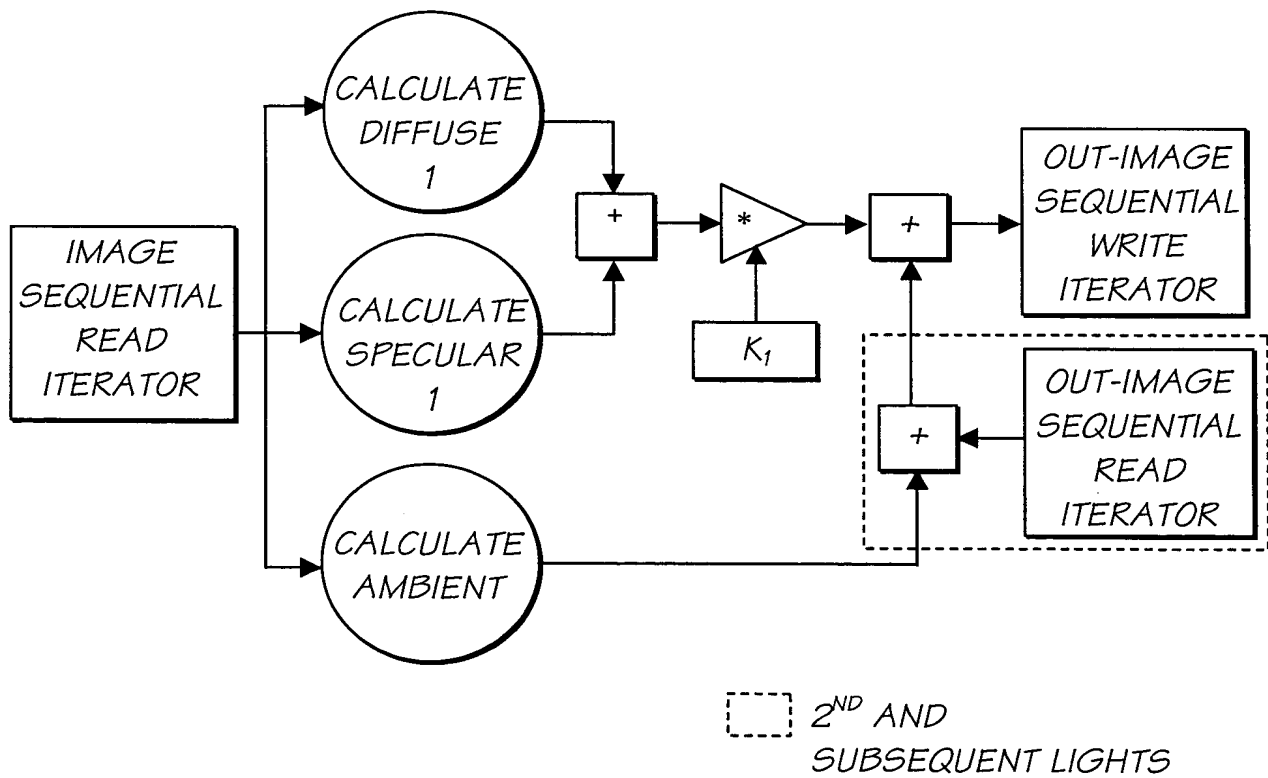 IMAGE
SEQUENTIAL
READ
ITERATOR
CALCULATE
DIFFUSE
1
CALCULATE
SPECULAR
1
CALCULATE
AMBIENT
+
*
K₁
+
OUT-IMAGE
SEQUENTIAL
WRITE
ITERATOR
+
OUT-IMAGE
SEQUENTIAL
READ
ITERATOR
2ᴺᴰ AND
SUBSEQUENT LIGHTS